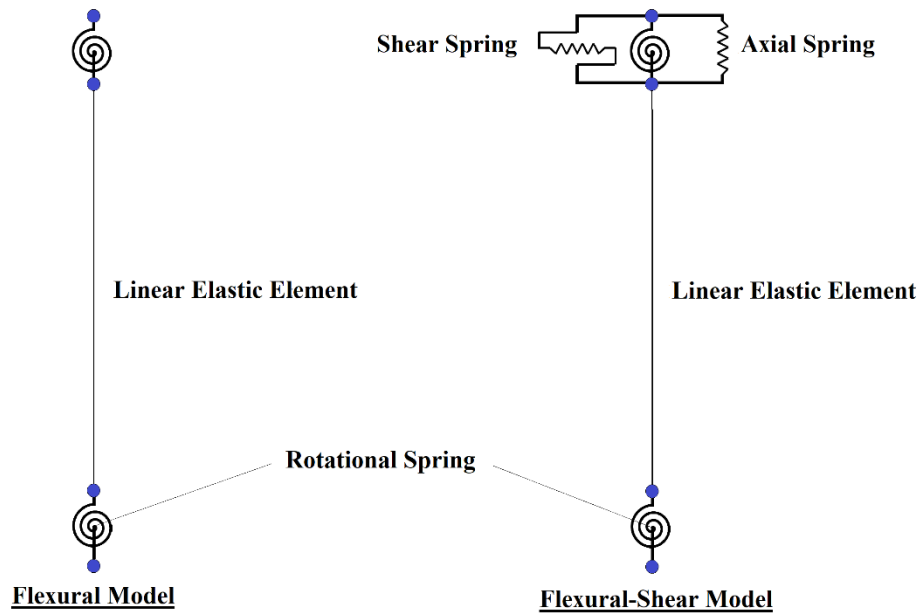 Shear Spring
Axial Spring
Linear Elastic Element
Linear Elastic Element
Rotational Spring
Flexural Model
Flexural-Shear Model